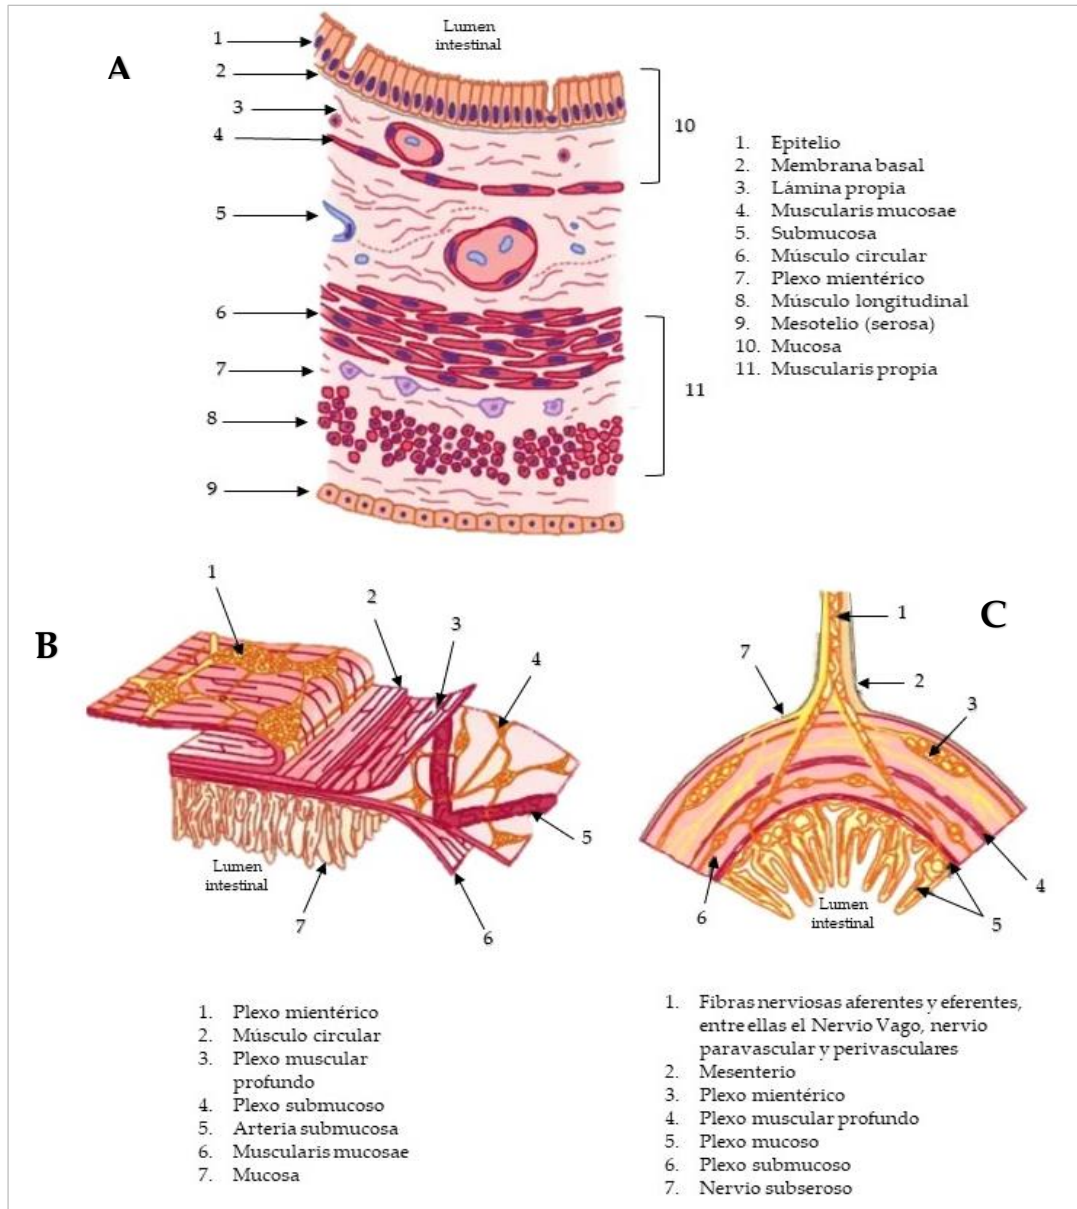 A
Lumen
intestinal
1
2
3
4
5
6
7
8
9
10
11
1. Epitelio
2. Membrana basal
3. Lámina propia
4. Muscularis mucosae
5. Submucosa
6. Músculo circular
7. Plexo mientérico
8. Músculo longitudinal
9. Mesotelio (serosa)
10. Mucosa
11. Muscularis propia
B
1
2
3
4
5
6
7
Lumen
intestinal
1. Plexo mientérico
2. Músculo circular
3. Plexo muscular
profundo
4. Plexo submucoso
5. Arteria submucosa
6. Muscularis mucosae
7. Mucosa
C
1
2
3
4
5
6
7
Lumen
intestinal
1. Fibras nerviosas aferentes y eferentes,
entre ellas el Nervio Vago, nervio
paravascular y perivasculares
2. Mesenterio
3. Plexo mientérico
4. Plexo muscular profundo
5. Plexo mucoso
6. Plexo submucoso
7. Nervio subseroso